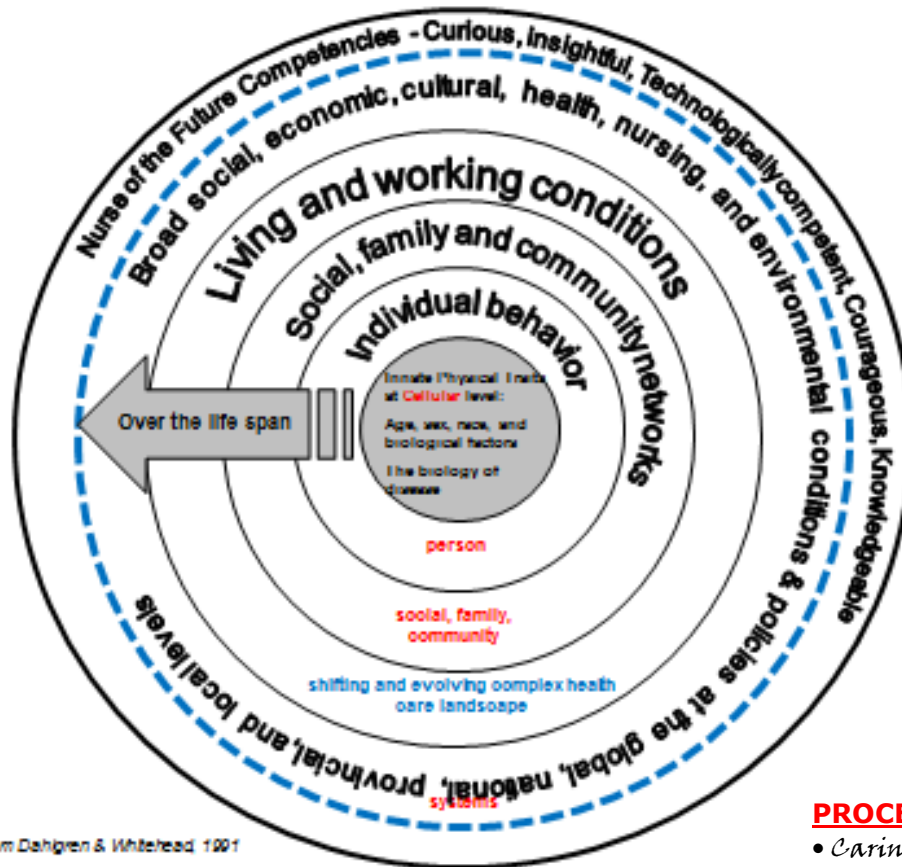 Nurse of the Future Competencies - Curious, Insightful, Technologically competent, Courageous, Knowledgeable
Broad social, economic, cultural, health, nursing, and environmental conditions & policies at the global, national, provincial, and local levels
Living and working conditions
Social, family and community networks
Individual behavior
Innate Physical Traits
at Cellular level:
Age, sex, race, and
biological factors
The biology of
disease
Over the life span
person
social, family,
community
shifting and evolving complex health
care landscape
systems
Dahlgren & Whitehead, 1991
• Carin